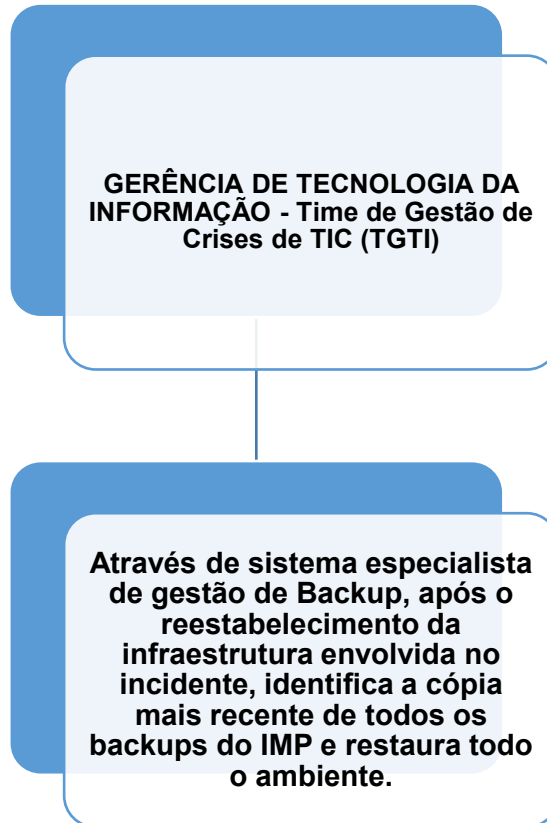 GERÊNCIA DE TECNOLOGIA DA
INFORMAÇÃO - Time de Gestão de
Crises de TIC (TGTI)
Através de sistema especialista
de gestão de Backup, após o
reestabelecimento da
infraestrutura envolvida no
incidente, identifica a cópia
mais recente de todos os
backups do IMP e restaura todo
o ambiente.